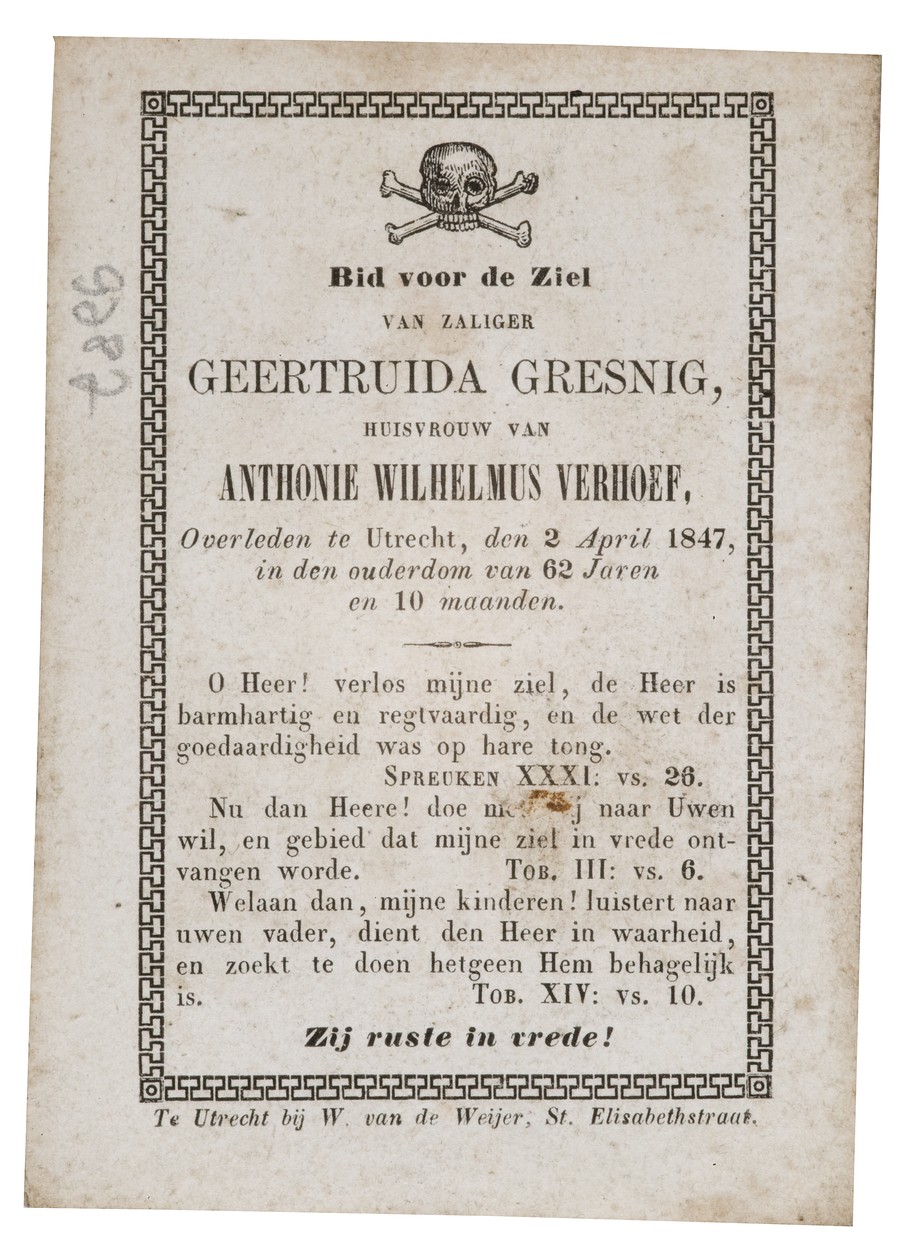 Bid voor de Ziel
VAN ZALIGER
GEERTRUIDA GRESNIG,
HUISVROUW VAN
ANTHONIE WILHELMUS VERHOEF,
Overleden te Utrecht, den 2 April 1847,
in den ouderdom van 62 Jaren
en 10 maanden.
O Heer! verlos mijne ziel, de Heer is
barmhartig en regtvaardig, en de wet der
goedaardigheid was op hare tong.
SPREUKEN XXXI: vs. 26.
Nu dan Heere! doe naar Uwen
wil, en gebied dat mijne ziel in vrede ont-
vangen worde. TOB. III: vs. 6.
Welaan dan, mijne kinderen! luistert naar
uwen vader, dient den Heer in waarheid,
en zoekt te doen hetgeen Hem behagelijk
is. TOB. XIV: vs. 10.
Zij ruste in vrede!
Te Utrecht bij W. van de Weijer, St. Elisabethstraat.